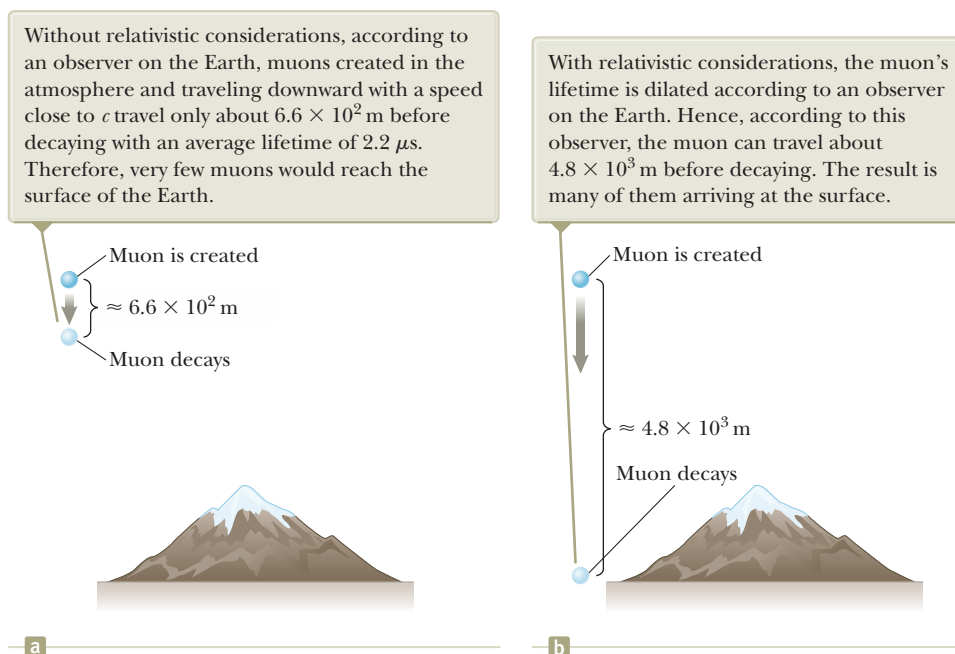 Without relativistic considerations, according to
an observer on the Earth, muons created in the
atmosphere and traveling downward with a speed
close to c travel only about 6.6 × 10² m before
decaying with an average lifetime of 2.2 μs.
Therefore, very few muons would reach the
surface of the Earth.
Muon is created
≈ 6.6 × 10² m
Muon decays
a
With relativistic considerations, the muon’s
lifetime is dilated according to an observer
on the Earth. Hence, according to this
observer, the muon can travel about
4.8 × 10³ m before decaying. The result is
many of them arriving at the surface.
Muon is created
≈ 4.8 × 10³ m
Muon decays
b